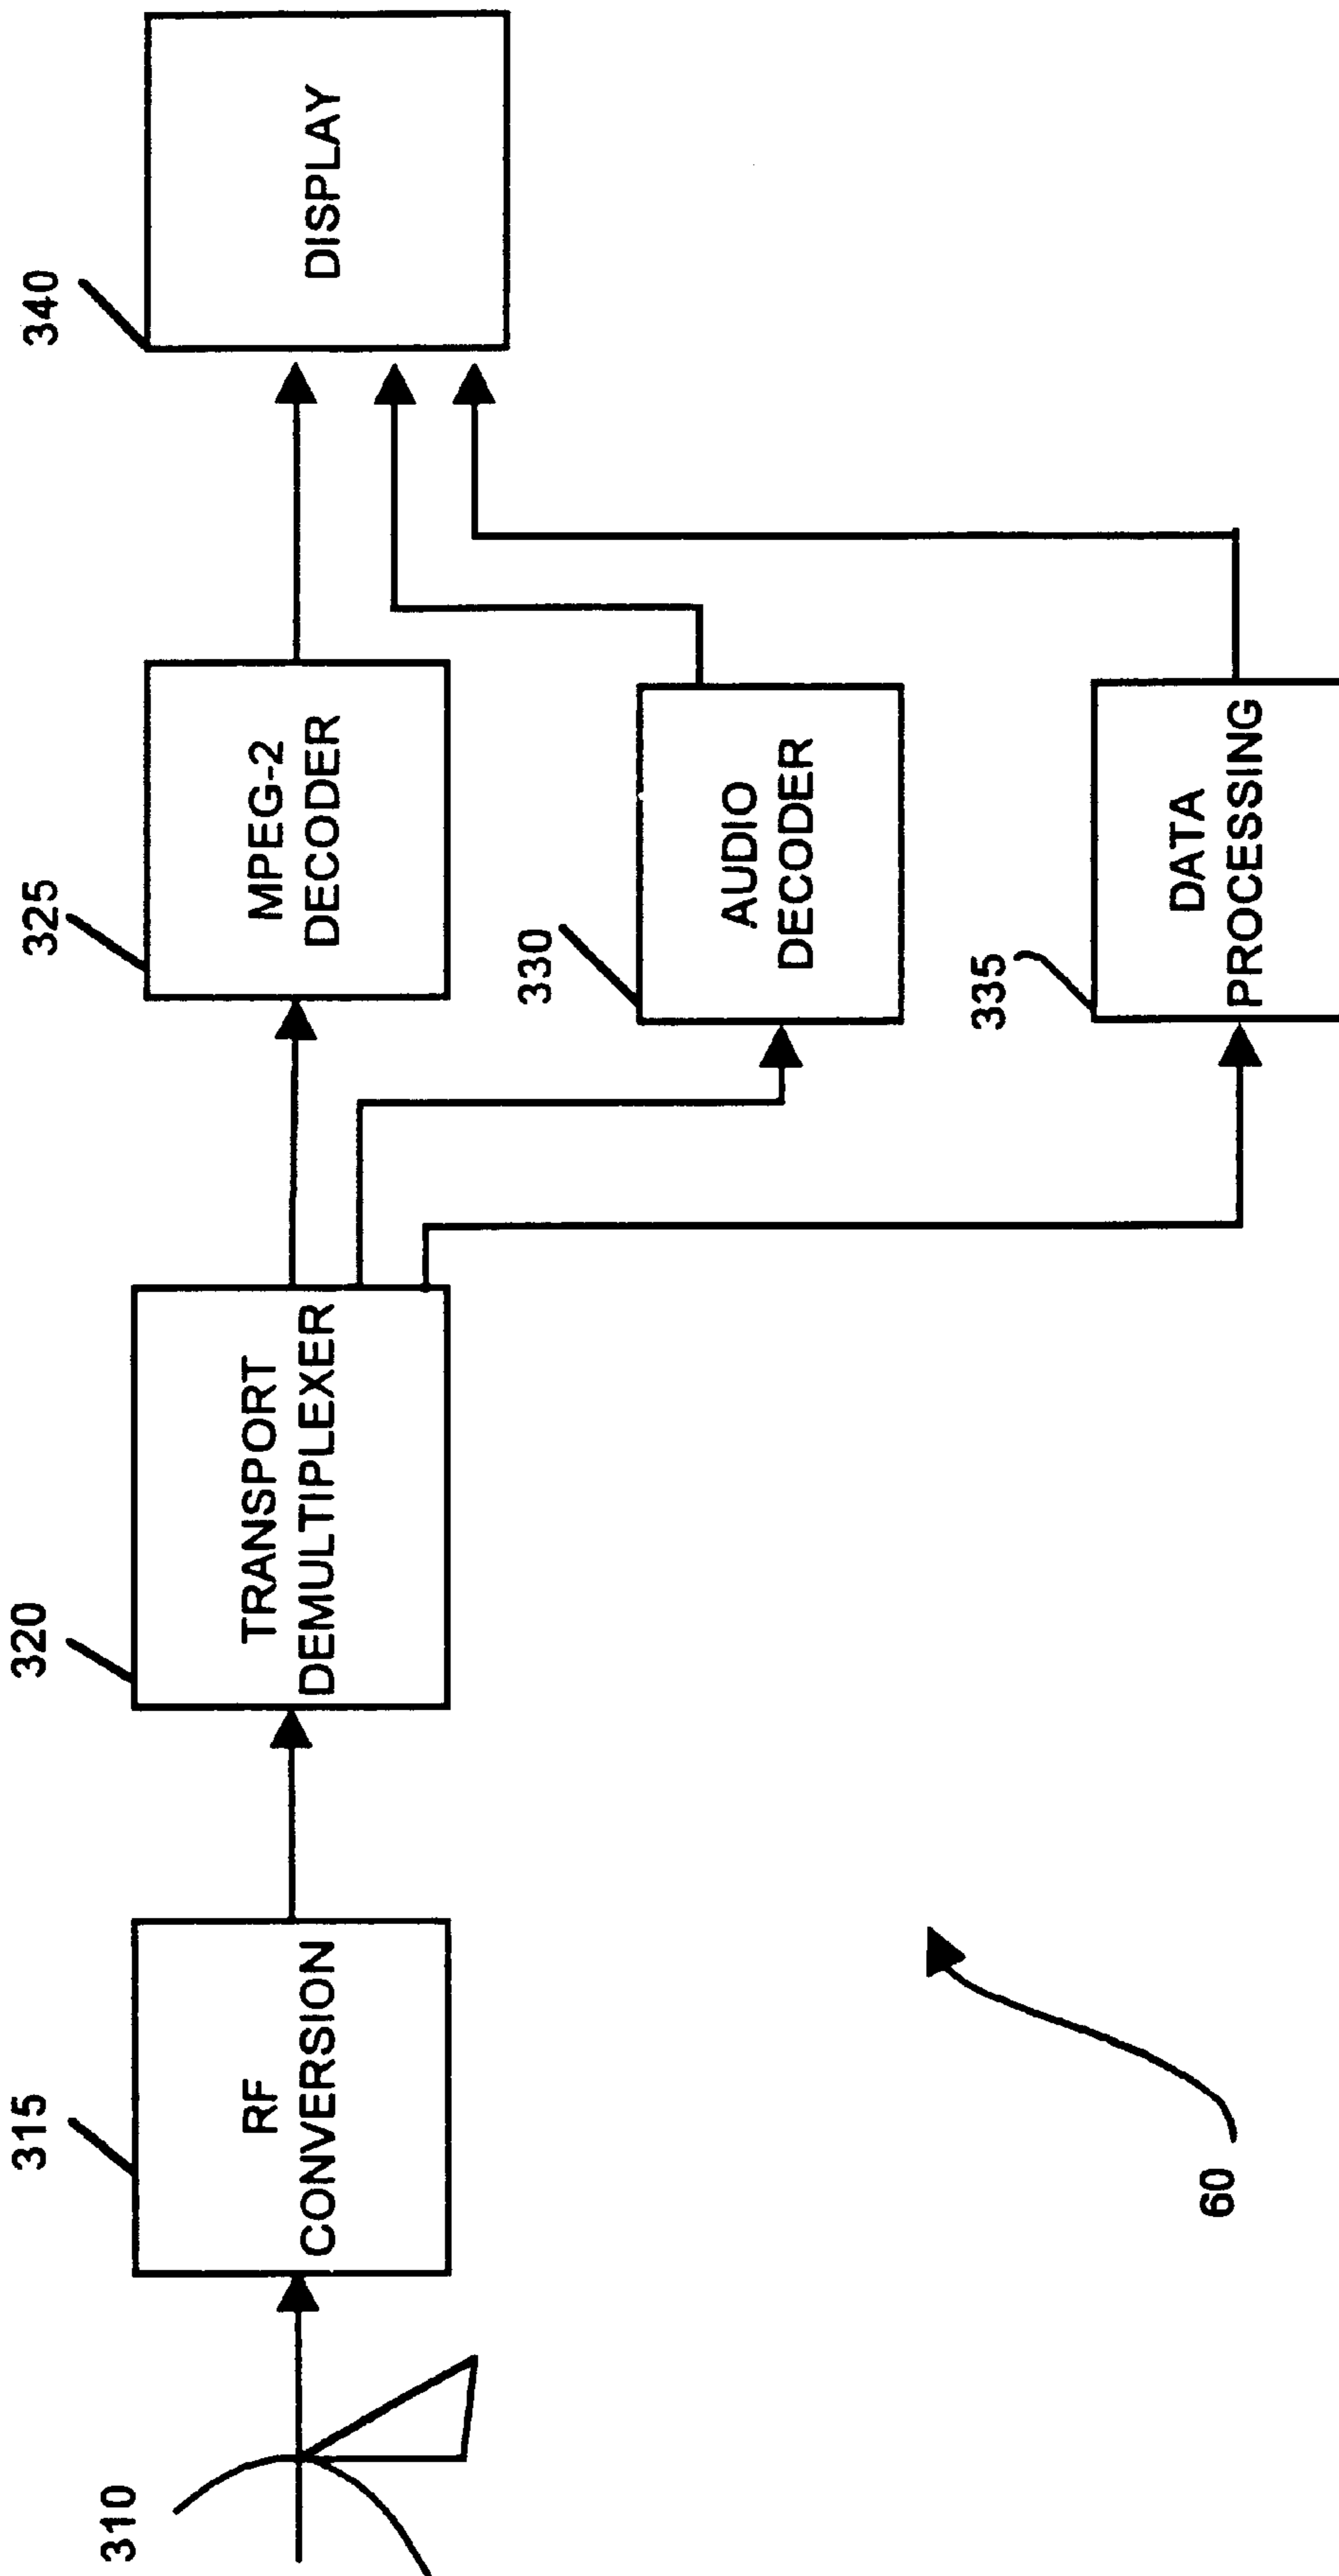 310
315
RF
CONVERSION
320
TRANSPORT
DEMULTIPLEXER
325
MPEG-2
DECODER
340
DISPLAY
330
AUDIO
DECODER
335
DATA
PROCESSING
60